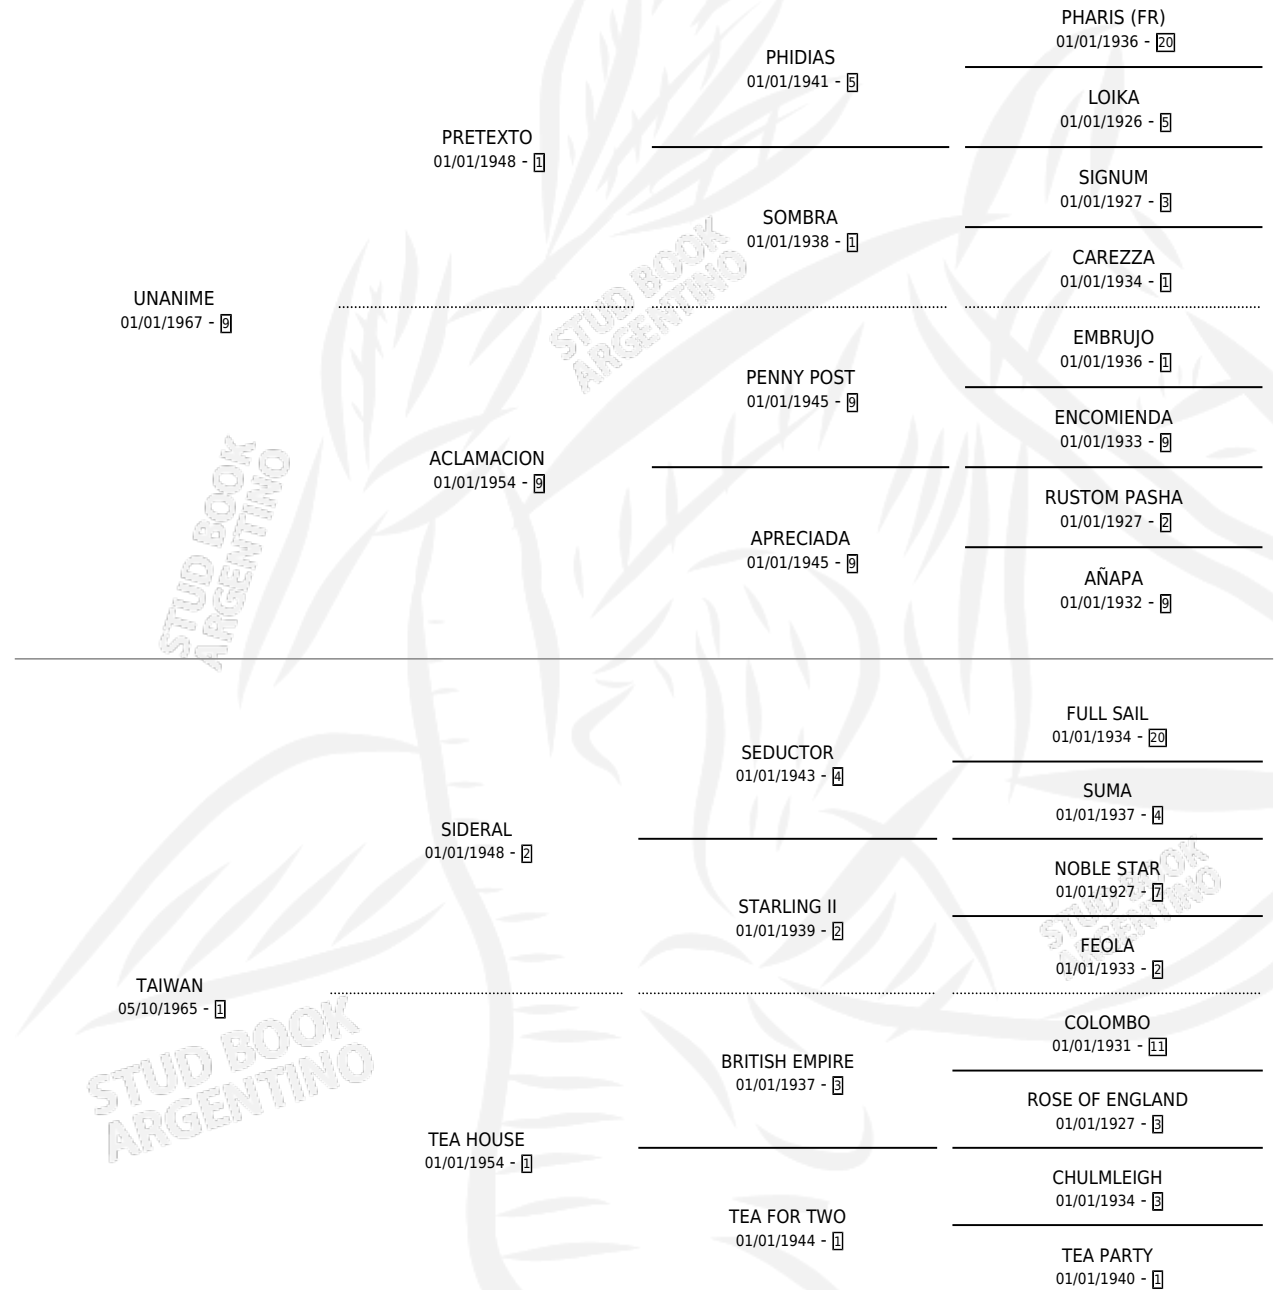 PHARIS (FR)
01/01/1936 - 20
PHIDIAS
01/01/1941 - 5
LOIKA
01/01/1926 - 5
PRETEXTO
01/01/1948 - 1
SIGNUM
01/01/1927 - 3
SOMBRA
01/01/1938 - 1
CAREZZA
01/01/1934 - 1
UNANIME
01/01/1967 - 9
STUD BOOK
ARGENTINO
EMBRUJO
01/01/1936 - 1
PENNY POST
01/01/1945 - 9
ENCOMIENDA
01/01/1933 - 9
ACLAMACION
01/01/1954 - 9
RUSTOM PASHA
01/01/1927 - 2
APRECIADA
01/01/1945 - 9
AÑAPA
01/01/1932 - 9
STUD BOOK
ARGENTINO
FULL SAIL
01/01/1934 - 20
SEDUCTOR
01/01/1943 - 4
SUMA
01/01/1937 - 4
SIDERAL
01/01/1948 - 2
NOBLE STAR
01/01/1927 - 7
STARLING II
01/01/1939 - 2
STUD BOOK
ARGENTINO
FEOLA
01/01/1933 - 2
TAIWAN
05/10/1965 - 1
COLOMBO
01/01/1931 - 11
STUD BOOK
ARGENTINO
BRITISH EMPIRE
01/01/1937 - 3
ROSE OF ENGLAND
01/01/1927 - 3
TEA HOUSE
01/01/1954 - 1
CHULMLEIGH
01/01/1934 - 3
TEA FOR TWO
01/01/1944 - 1
TEA PARTY
01/01/1940 - 1